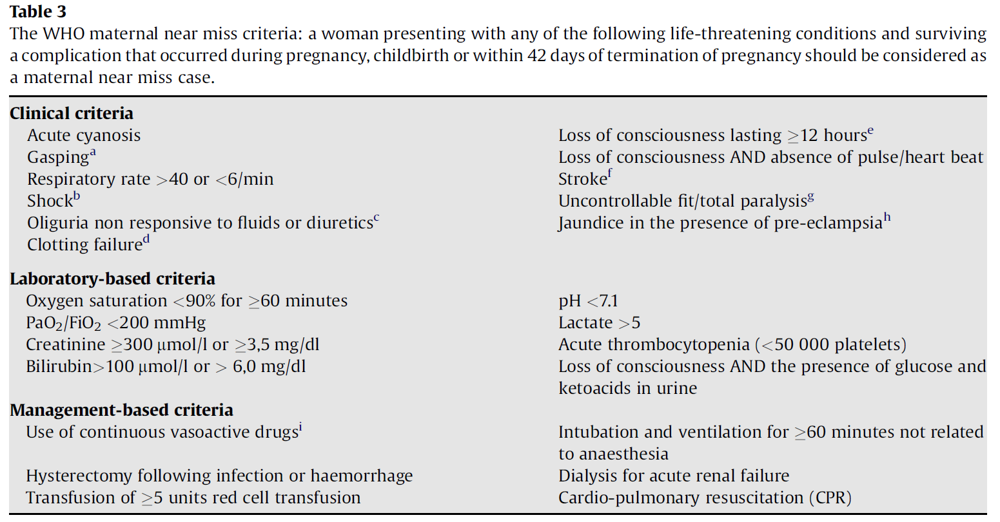 Table 3
The WHO maternal near miss criteria: a woman presenting with any of the following life-threatening conditions and surviving
a complication that occurred during pregnancy, childbirth or within 42 days of termination of pregnancy should be considered as
a maternal near miss case.
Clinical criteria
Acute cyanosis
Loss of consciousness lasting ≥12 hours^e
Gasping^a
Loss of consciousness AND absence of pulse/heart beat
Respiratory rate >40 or <6/min
Stroke^f
Shock^b
Uncontrollable fit/total paralysis^g
Oliguria non responsive to fluids or diuretics^c
Jaundice in the presence of pre-eclampsia^h
Clotting failure^d
Laboratory-based criteria
Oxygen saturation <90% for ≥60 minutes
pH <7.1
PaO₂/FiO₂ <200 mmHg
Lactate >5
Creatinine ≥300 μmol/l or ≥3,5 mg/dl
Acute thrombocytopenia (<50 000 platelets)
Bilirubin>100 μmol/l or > 6,0 mg/dl
Loss of consciousness AND the presence of glucose and
ketoacids in urine
Management-based criteria
Use of continuous vasoactive drugs^i
Intubation and ventilation for ≥60 minutes not related
to anaesthesia
Hysterectomy following infection or haemorrhage
Dialysis for acute renal failure
Transfusion of ≥5 units red cell transfusion
Cardio-pulmonary resuscitation (CPR)